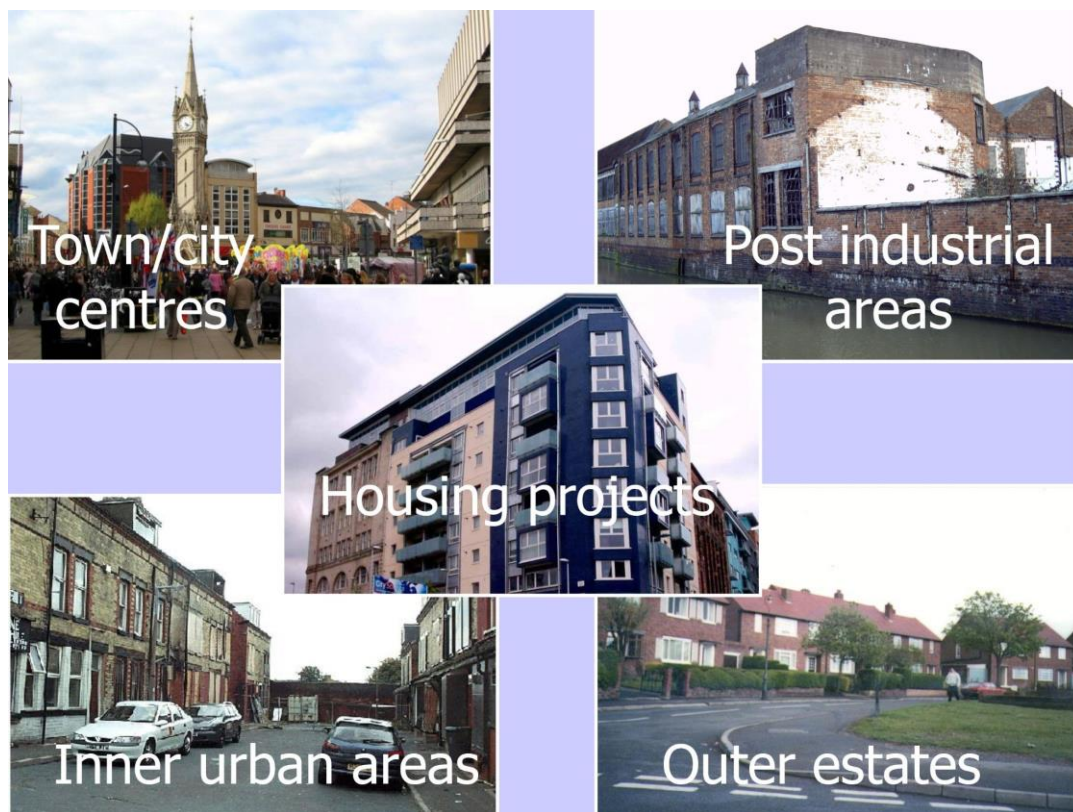 Town/city
centres
Post industrial
areas
Housing projects
Inner urban areas
Outer estates